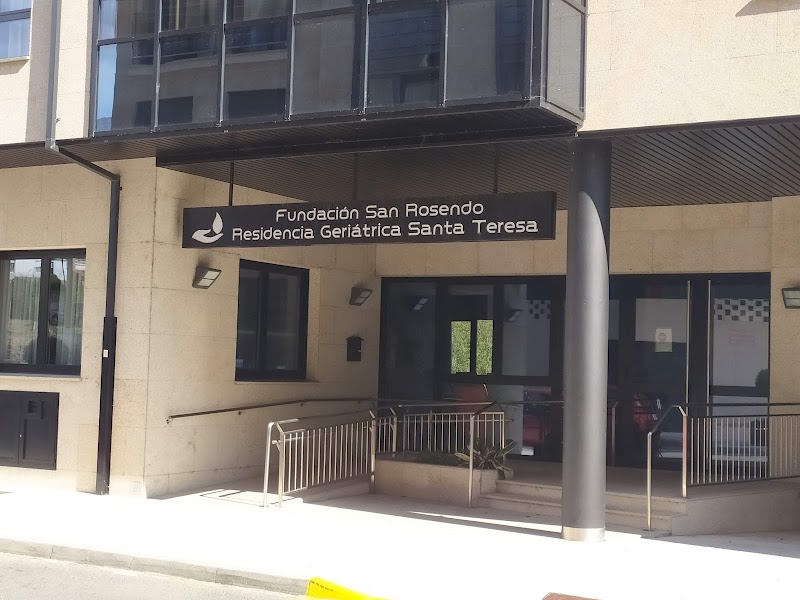 Fundación San Rosendo
Residencia Geriátrica Santa Teresa